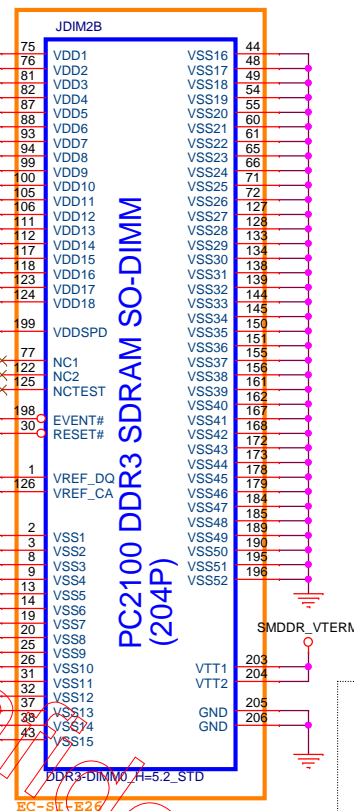 JDIM2B
75 VDD1 VSS16 44
76 VDD2 VSS17 48
81 VDD3 VSS18 49
82 VDD4 VSS19 54
87 VDD5 VSS20 55
88 VDD6 VSS21 60
93 VDD7 VSS22 61
94 VDD8 VSS23 65
99 VDD9 VSS24 66
100 VDD10 VSS25 71
105 VDD11 VSS26 72
106 VDD12 VSS27 127
111 VDD13 VSS28 128
112 VDD14 VSS29 133
117 VDD15 VSS30 134
118 VDD16 VSS31 138
123 VDD17 VSS32 139
124 VDD18 VSS33 144
VSS34 145
199 VDDSPD VSS35 150
VSS36 151
77 NC1 VSS37 155
122 NC2 VSS38 156
125 NCTEST VSS39 161
VSS40 162
198 EVENT# VSS41 167
30 RESET# VSS42 168
VSS43 172
VSS44 173
1 VREF_DQ VSS45 178
126 VREF_CA VSS46 179
VSS47 184
VSS48 185
2 VSS1 VSS49 189
3 VSS2 VSS50 190
8 VSS3 VSS51 195
9 VSS4 VSS52 196
13 VSS5
14 VSS6
19 VSS7
20 VSS8
25 VSS9
26 VSS10 VTT1 203
31 VSS11 VTT2 204
32 VSS12
37 VSS13 GND 205
38 VSS14 GND 206
43 VSS15
PC2100 DDR3 SDRAM SO-DIMM
(204P)
SMDDR_VTERM
DDR3-DIMM0_H=5.2_STD
EC-SI-E26